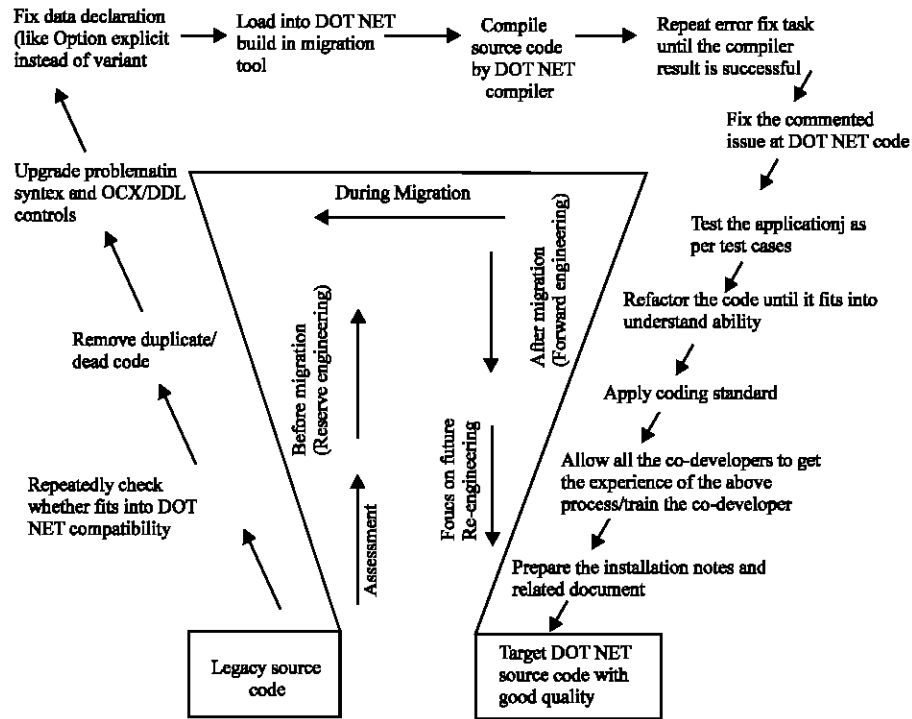 Fix data declaration
(like Option explicit
instead of variant
Load into DOT NET
build in migration
tool
Compile
source code
by DOT NET
compiler
Repeat error fix task
until the compiler
result is successful
Fix the commented
issue at DOT NET code
Upgrade problematin
syntex and OCX/DDL
controls
During Migration
Test the applicationj as
per test cases
After migration
(Forward engineering)
Refactor the code until it fits into
understand ability
Before migration
(Reserve engineering)
Remove duplicate/
dead code
Apply coding standard
Foucs on future
Re-engineering
Allow all the co-developers to get
the experience of the above
process/train the co-developer
Repeatedly check
whether fits into DOT
NET compatibility
Assessment
Prepare the installation notes and
related document
Legacy source
code
Target DOT NET
source code with
good quality